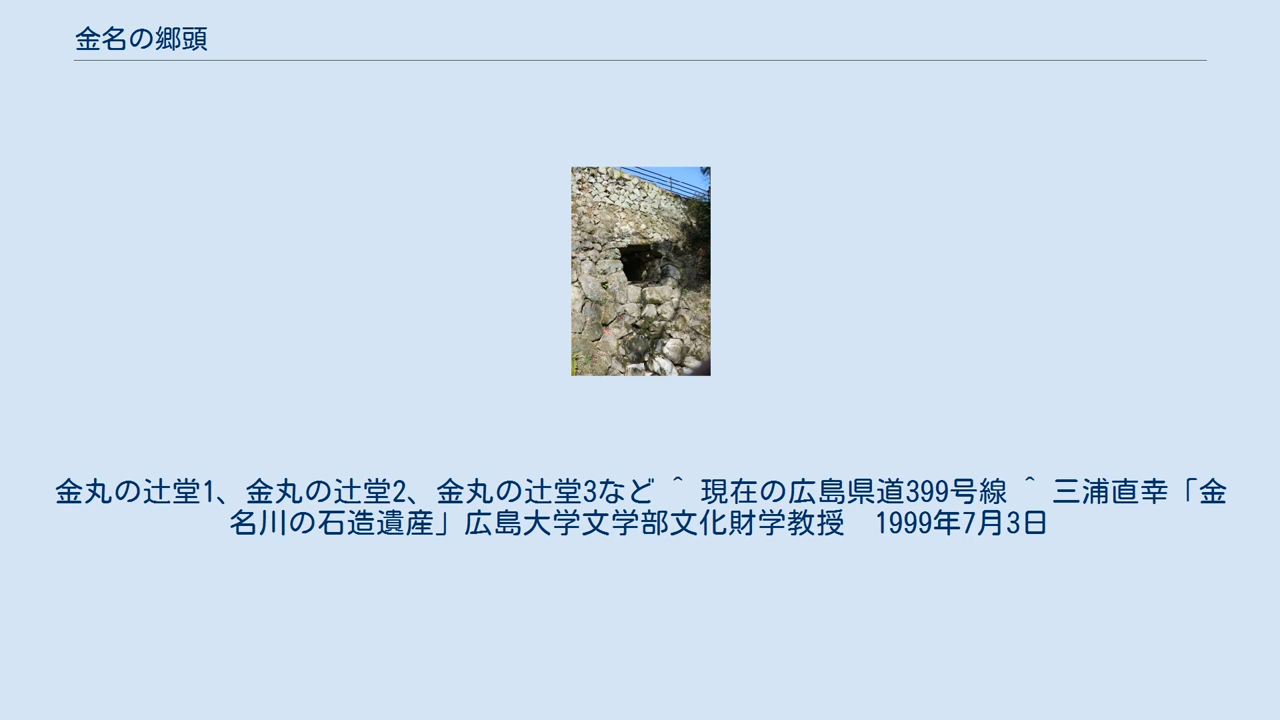 金名の郷頭
金丸の辻堂1、金丸の辻堂2、金丸の辻堂3など ^ 現在の広島県道399号線 ^ 三浦直幸「金
名川の石造遺産」広島大学文学部文化財学教授　1999年7月3日